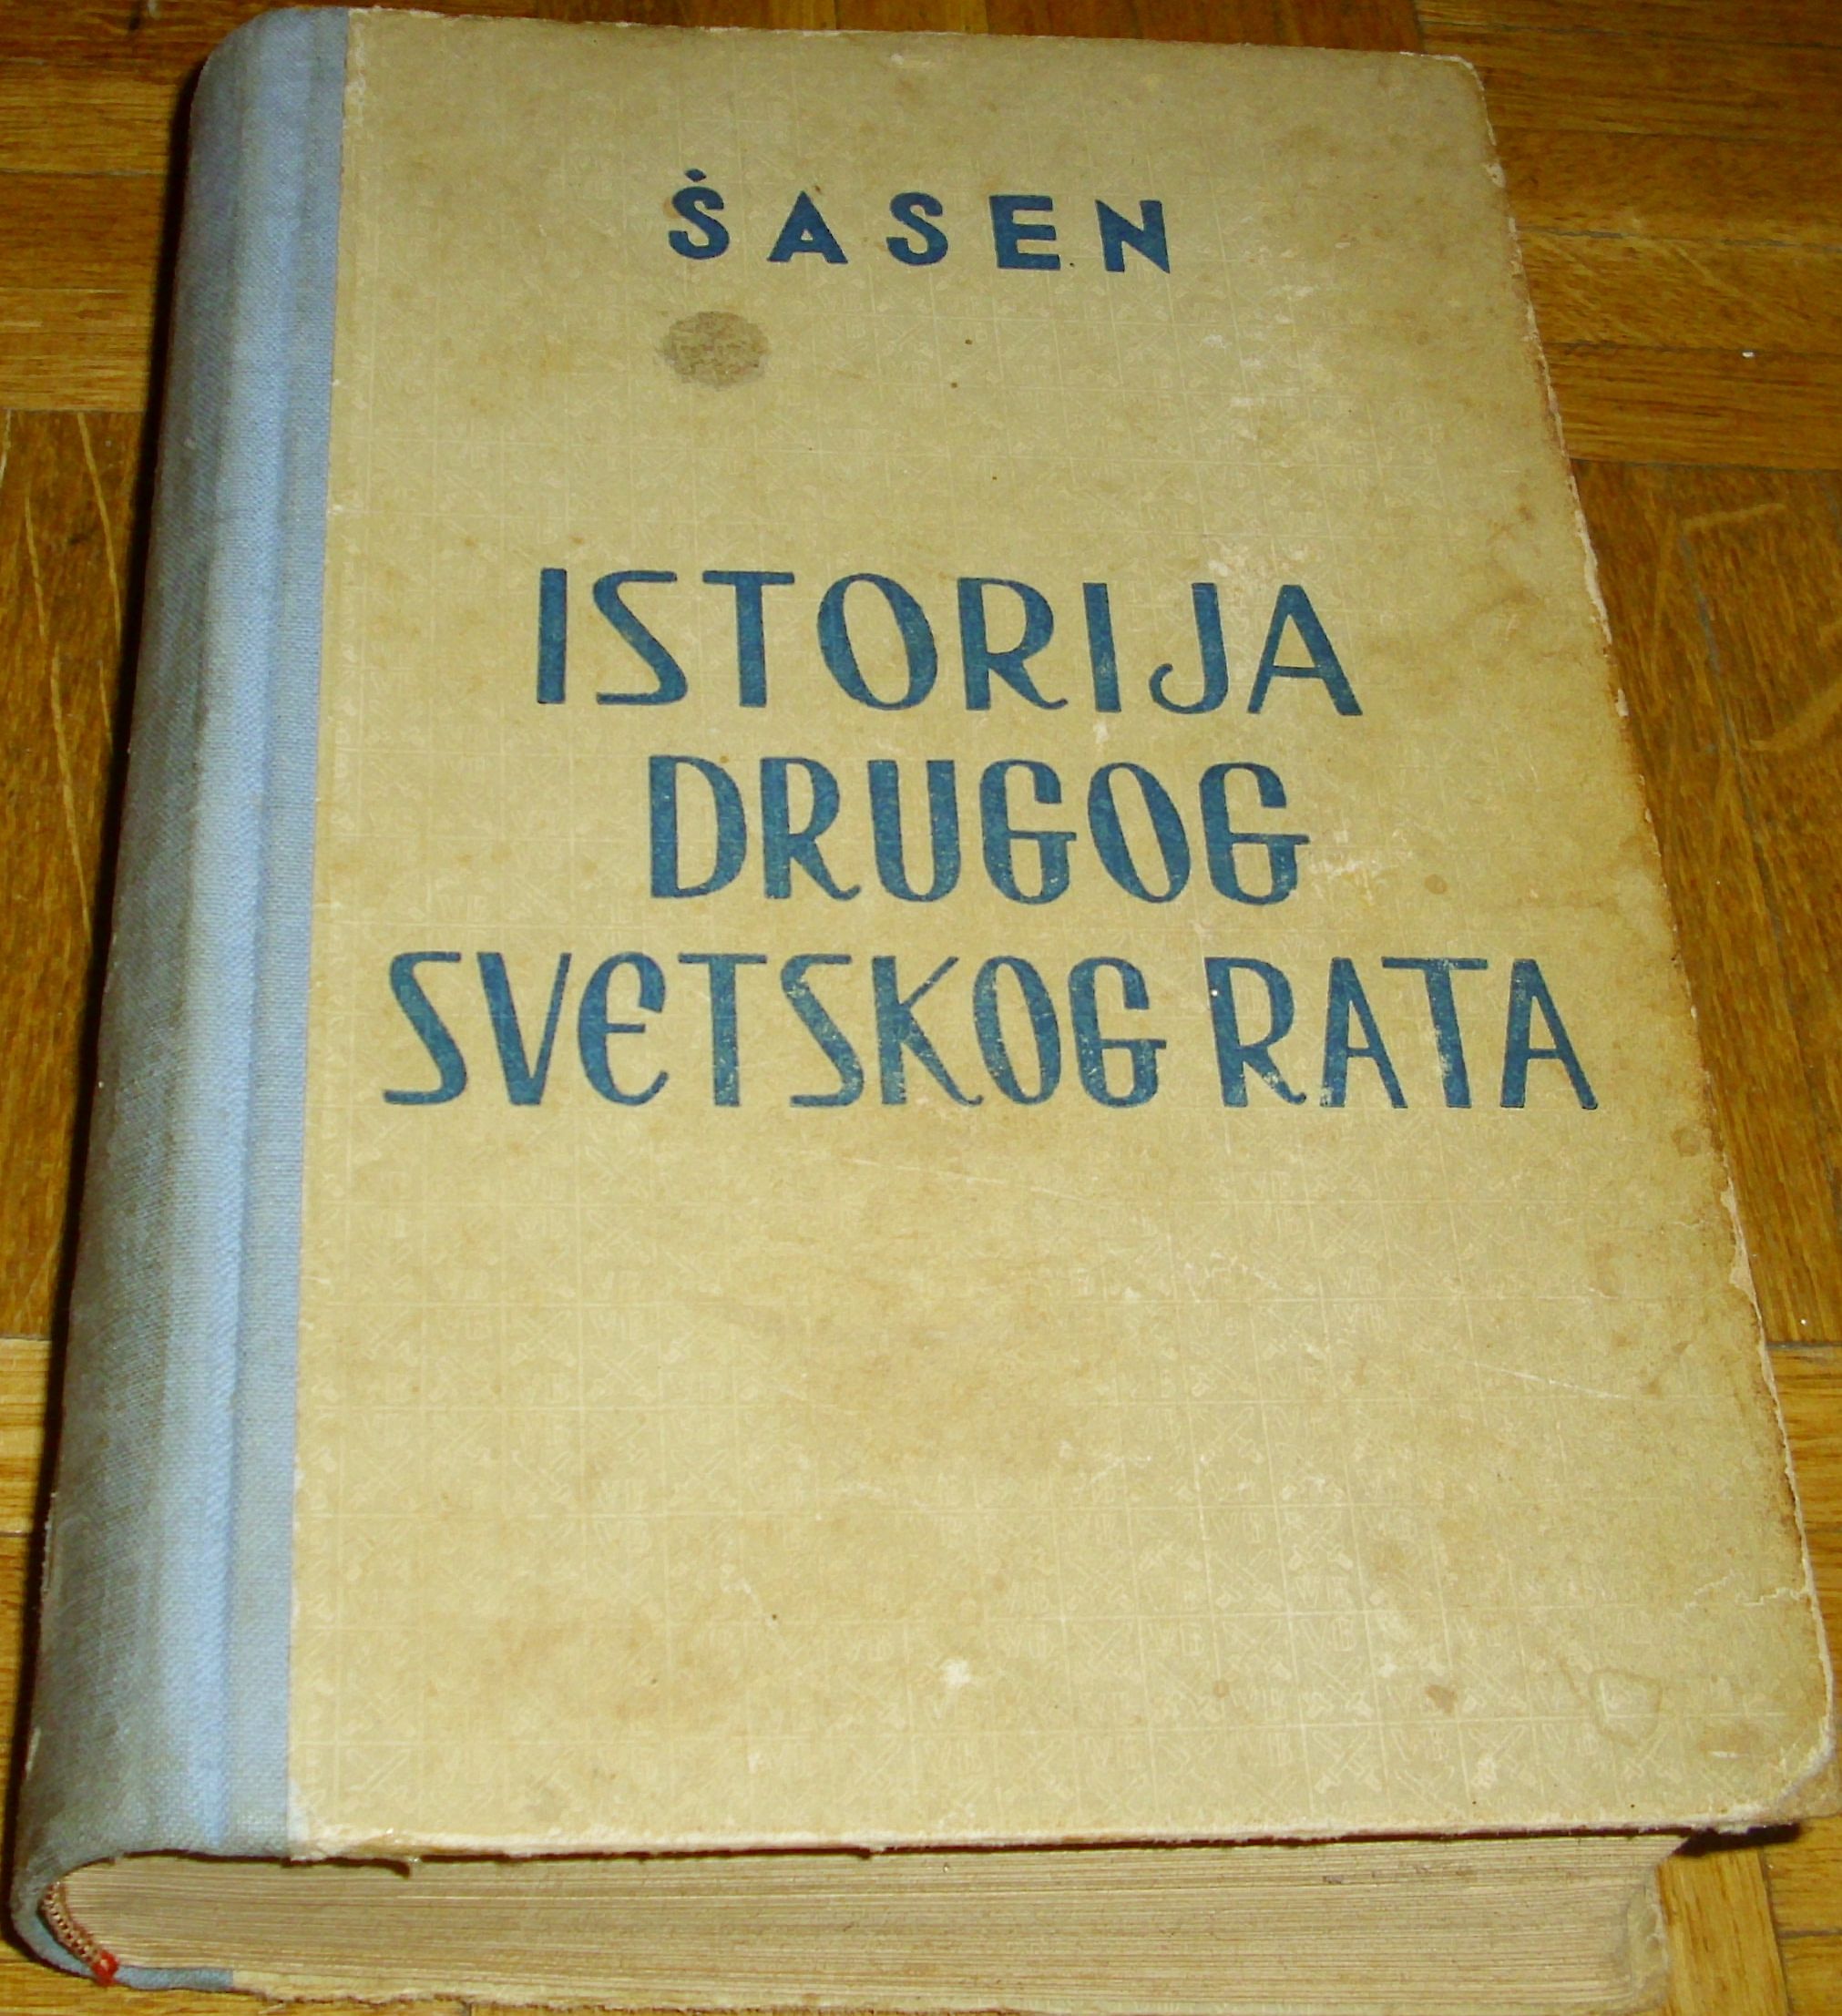 ŠASEN
ISTORIJA
DRUGOG
SVETSKOG RATA